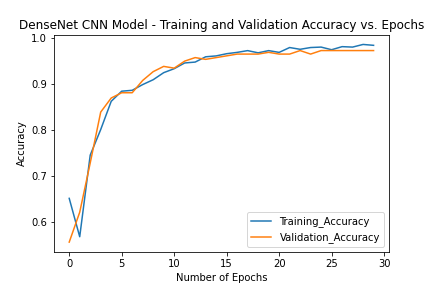 DenseNet CNN Model - Training and Validation Accuracy vs. Epochs
1.0
0.9
0.8
0.7
0.6
Accuracy
Training_Accuracy
Validation_Accuracy
0 5 10 15 20 25 30
Number of Epochs